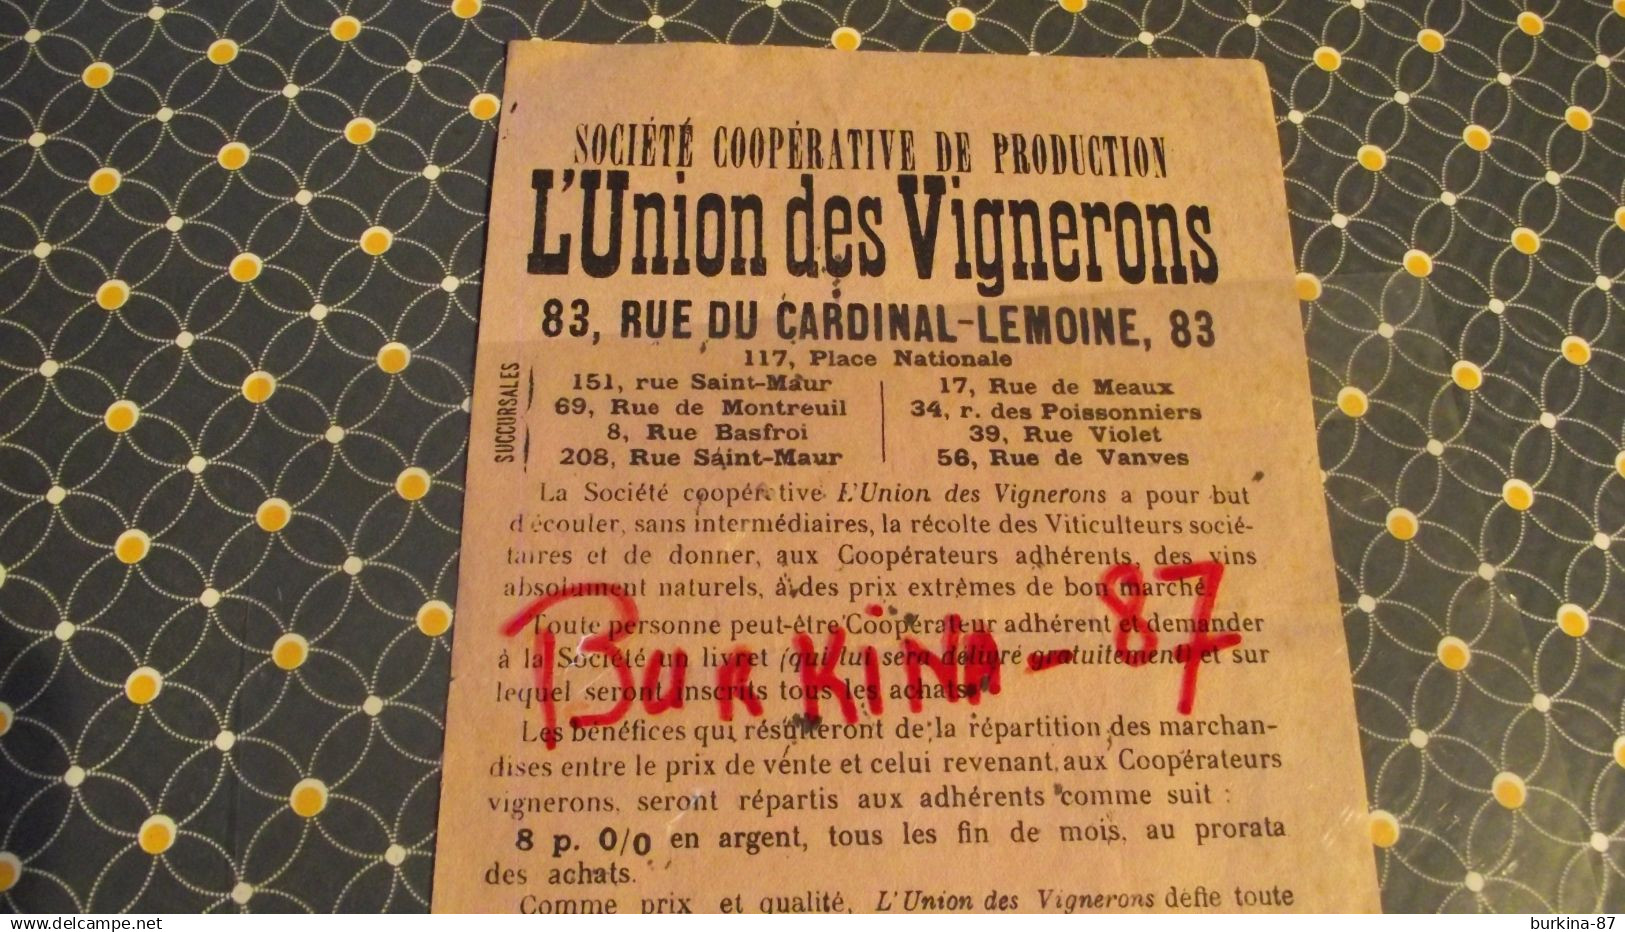 SOCIÉTÉ COOPÉRATIVE DE PRODUCTION
L'Union des Vignerons
83, RUE DU CARDINAL-LEMOINE, 83
117, Place Nationale
SUCCURSALES
151, rue Saint-Maur
69, Rue de Montreuil
8, Rue Basfroi
208, Rue Saint-Maur
17, Rue de Meaux
34, r. des Poissonniers
39, Rue Violet
56, Rue de Vanves
La Société coopérative L'Union des Vignerons a pour but
d'écouler, sans intermédiaires, la récolte des Viticulteurs socié-
taires et de donner, aux Coopérateurs adhérents, des vins
absolument naturels, à des prix extrêmes de bon marché.
Toute personne peut-être Coopérateur adhérent et demander
à la Société un livret (qui lui sera délivré gratuitement) et sur
lequel seront inscrits tous les achats.
BurKiNA-87
Les bénéfices qui résulteront de la répartition des marchan-
dises entre le prix de vente et celui revenant aux Coopérateurs
vignerons, seront répartis aux adhérents comme suit :
8 p. 0/0 en argent, tous les fin de mois, au prorata
des achats.
Comme prix et qualité, L'Union des Vignerons défie toute
www.delcampe.net
burkina-87